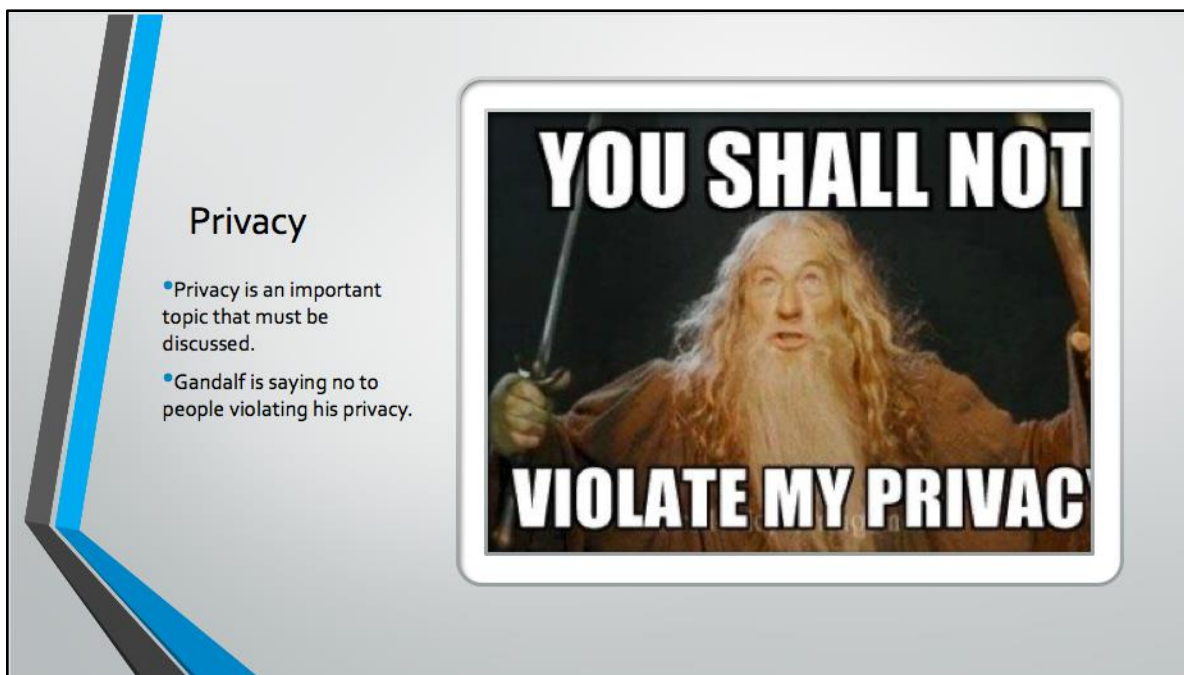 Privacy
•Privacy is an important
topic that must be
discussed.
•Gandalf is saying no to
people violating his privacy.
YOU SHALL NOT
VIOLATE MY PRIVACY